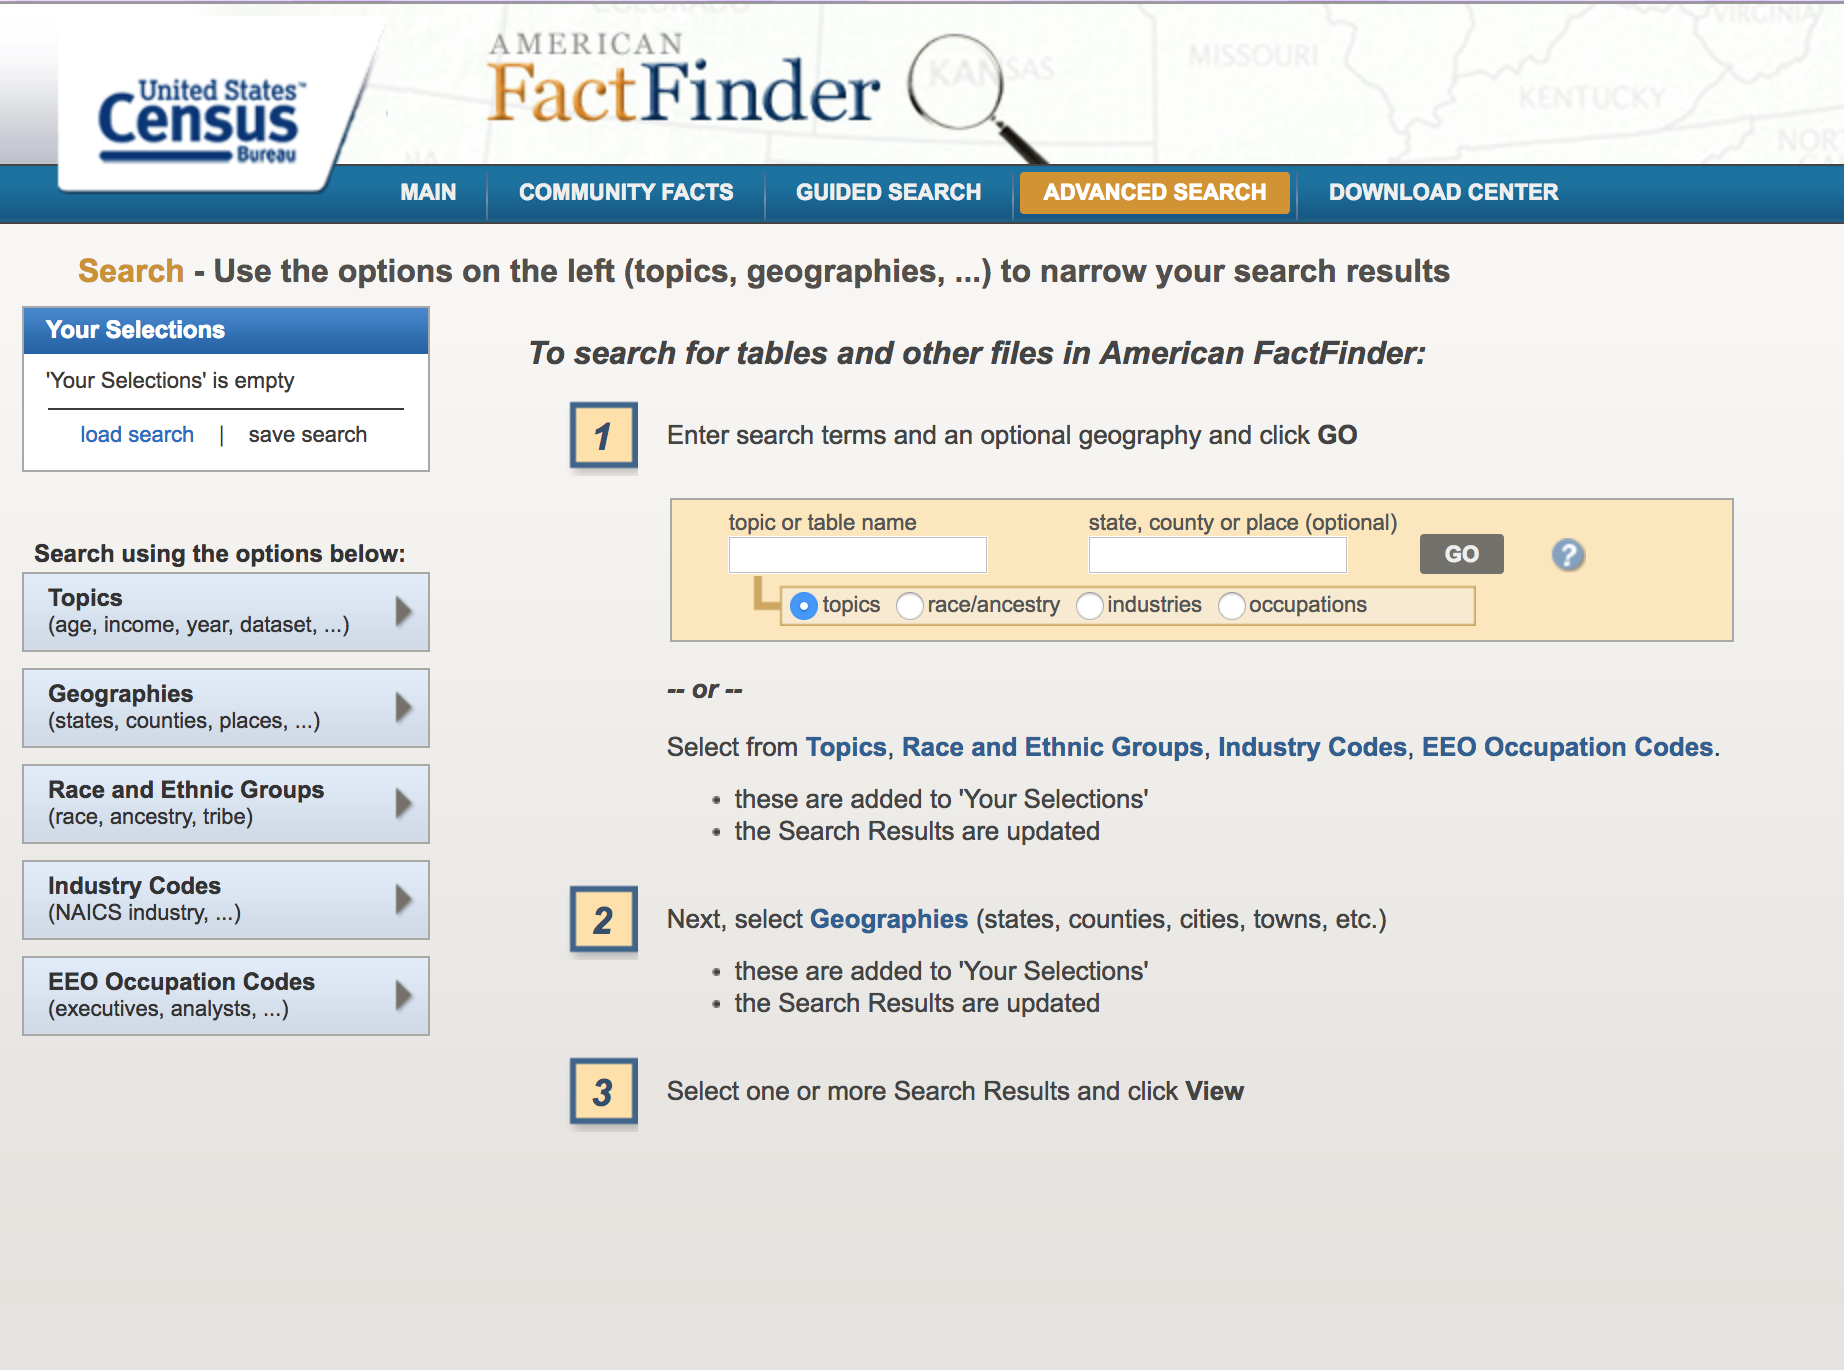 COLORADO
VIRGINIA
AMERICAN
FactFinder
KANSAS
MISSOURI
KENTUCKY
United States™
Census
Bureau
MAIN
COMMUNITY FACTS
GUIDED SEARCH
ADVANCED SEARCH
DOWNLOAD CENTER
Search - Use the options on the left (topics, geographies, ...) to narrow your search results
Your Selections
'Your Selections' is empty
load search | save search
Search using the options below:
Topics
(age, income, year, dataset, ...)
Geographies
(states, counties, places, ...)
Race and Ethnic Groups
(race, ancestry, tribe)
Industry Codes
(NAICS industry, ...)
EEO Occupation Codes
(executives, analysts, ...)
To search for tables and other files in American FactFinder:
1 Enter search terms and an optional geography and click GO
topic or table name
state, county or place (optional)
GO ?
topics race/ancestry industries occupations
-- or --
Select from Topics, Race and Ethnic Groups, Industry Codes, EEO Occupation Codes.
• these are added to 'Your Selections'
• the Search Results are updated
2 Next, select Geographies (states, counties, cities, towns, etc.)
• these are added to 'Your Selections'
• the Search Results are updated
3 Select one or more Search Results and click View